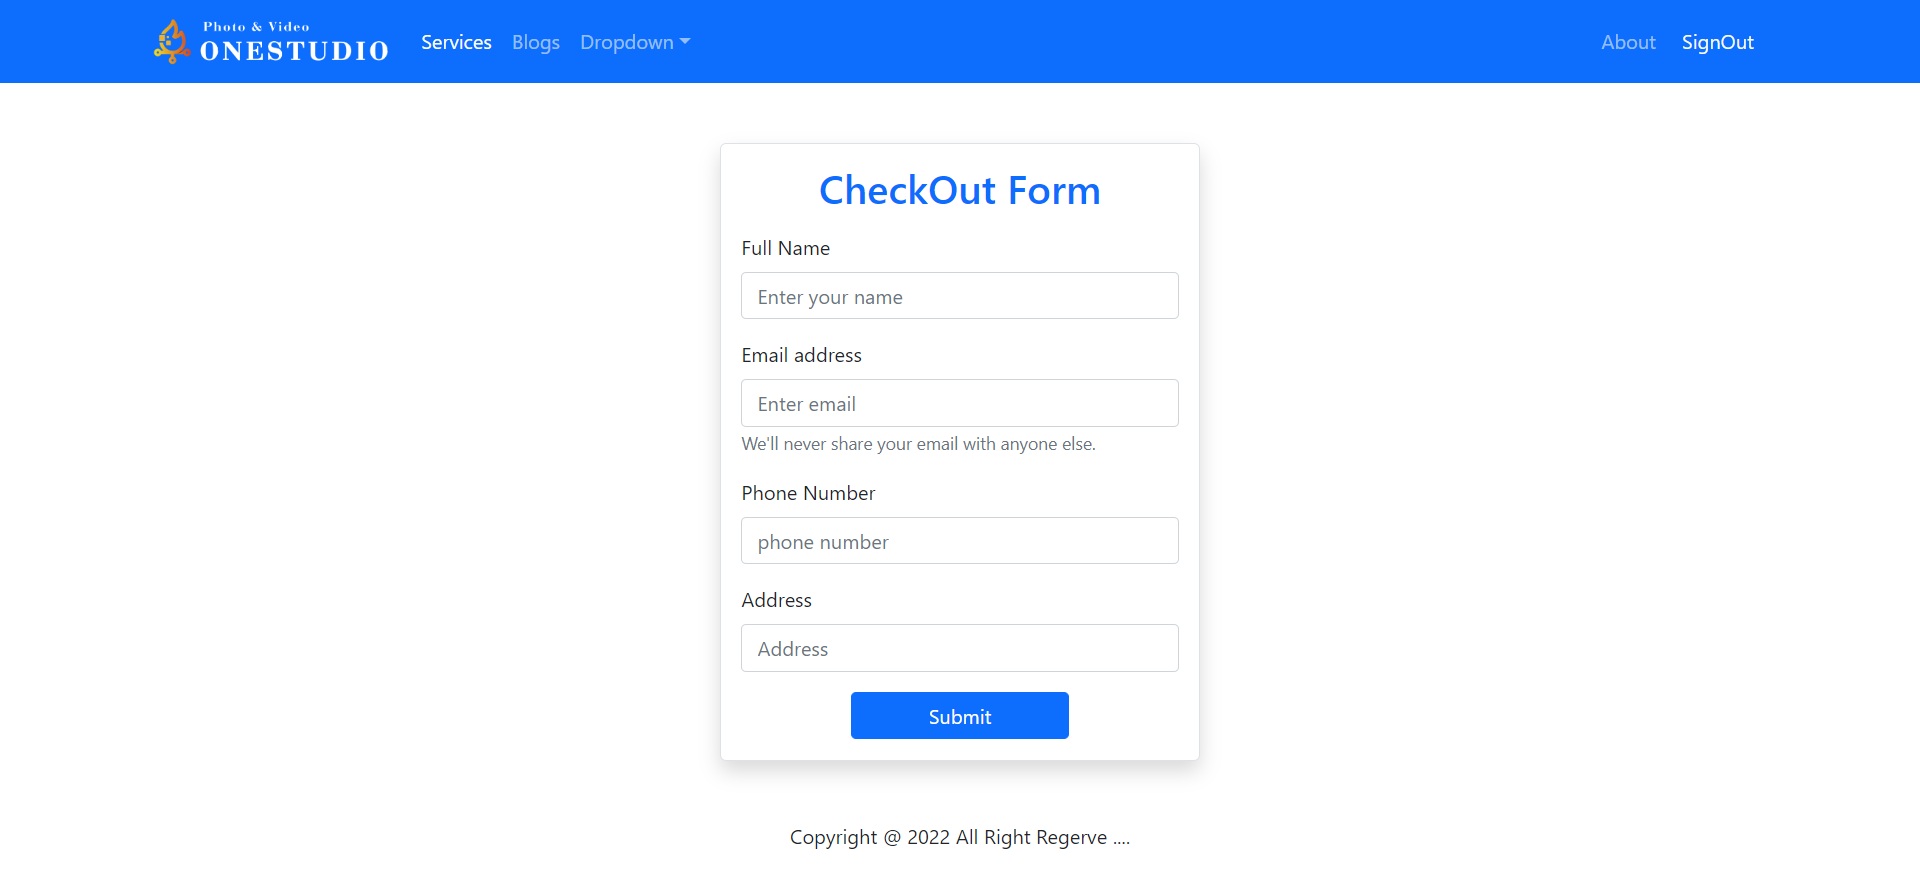 Photo & Video
ONESTUDIO
Services Blogs Dropdown
About SignOut
CheckOut Form
Full Name
Enter your name
Email address
Enter email
We'll never share your email with anyone else.
Phone Number
phone number
Address
Address
Submit
Copyright @ 2022 All Right Regerve ....